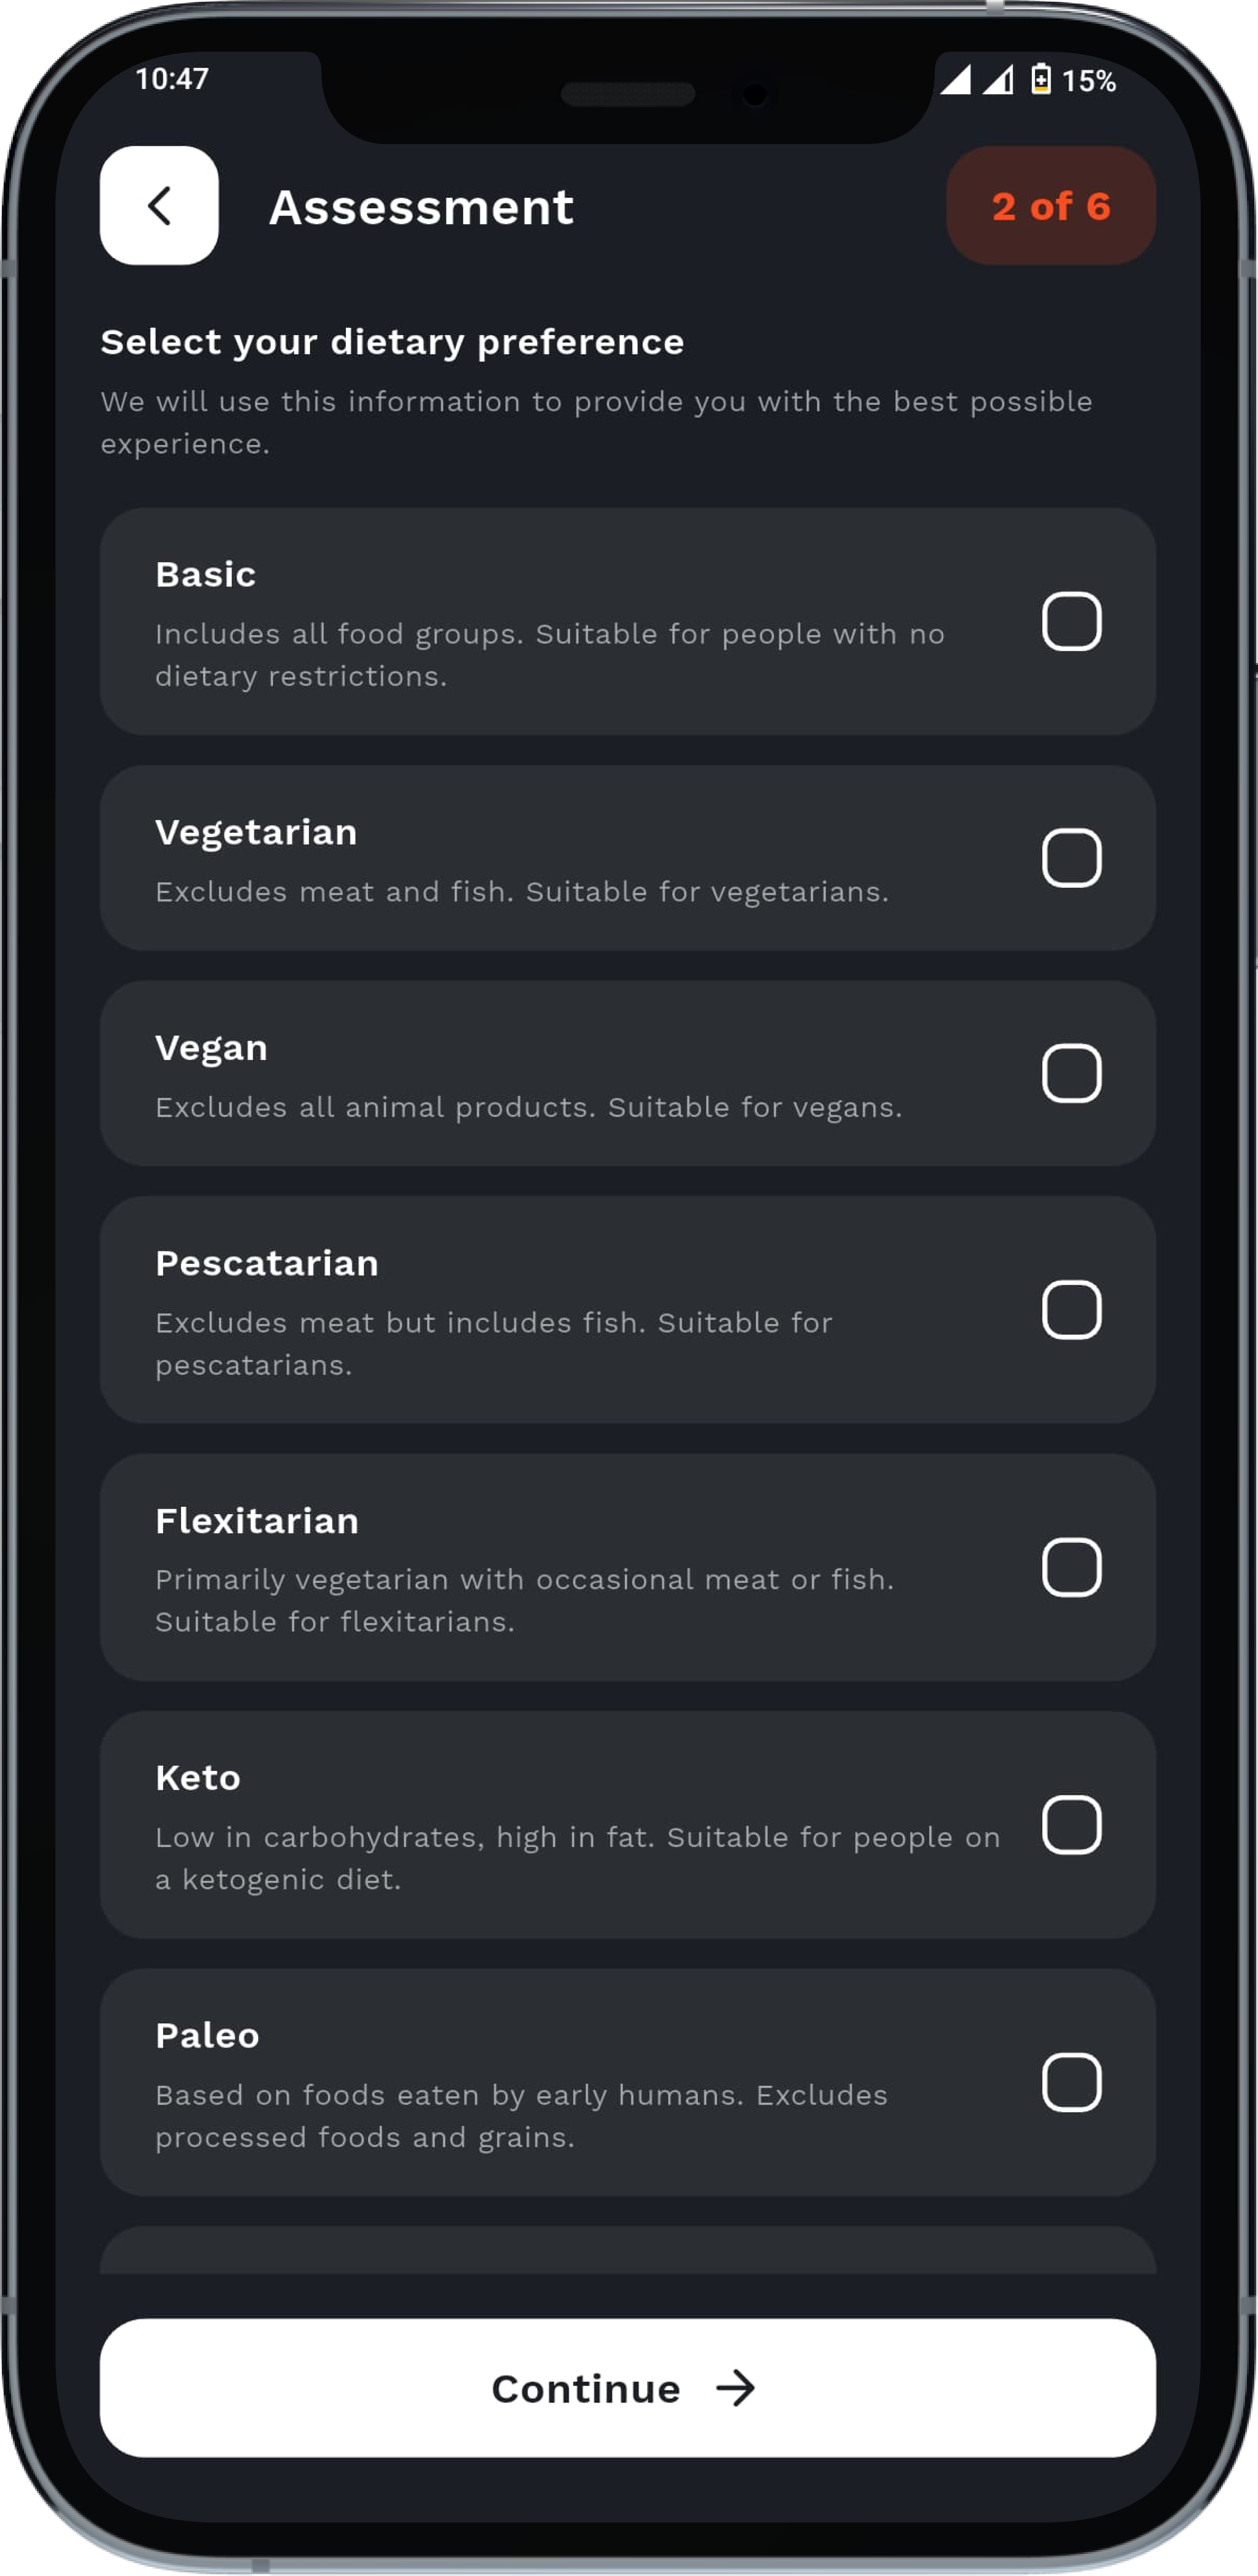 10:47
15%
Assessment
2 of 6
Select your dietary preference
We will use this information to provide you with the best possible
experience.
Basic
Includes all food groups. Suitable for people with no
dietary restrictions.
Vegetarian
Excludes meat and fish. Suitable for vegetarians.
Vegan
Excludes all animal products. Suitable for vegans.
Pescatarian
Excludes meat but includes fish. Suitable for
pescatarians.
Flexitarian
Primarily vegetarian with occasional meat or fish.
Suitable for flexitarians.
Keto
Low in carbohydrates, high in fat. Suitable for people on
a ketogenic diet.
Paleo
Based on foods eaten by early humans. Excludes
processed foods and grains.
Continue